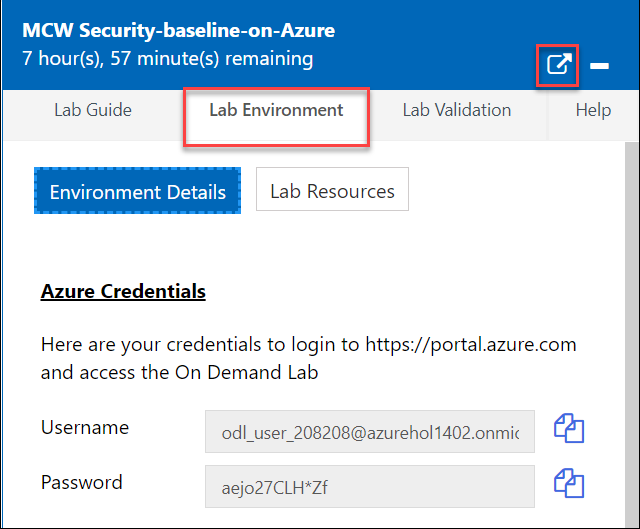 MCW Security-baseline-on-Azure
7 hour(s), 57 minute(s) remaining
Lab Guide Lab Environment Lab Validation Help
Environment Details Lab Resources
Azure Credentials
Here are your credentials to login to https://portal.azure.com
and access the On Demand Lab
Username odl_user_208208@azurehol1402.onmic
Password aejo27CLH*Zf